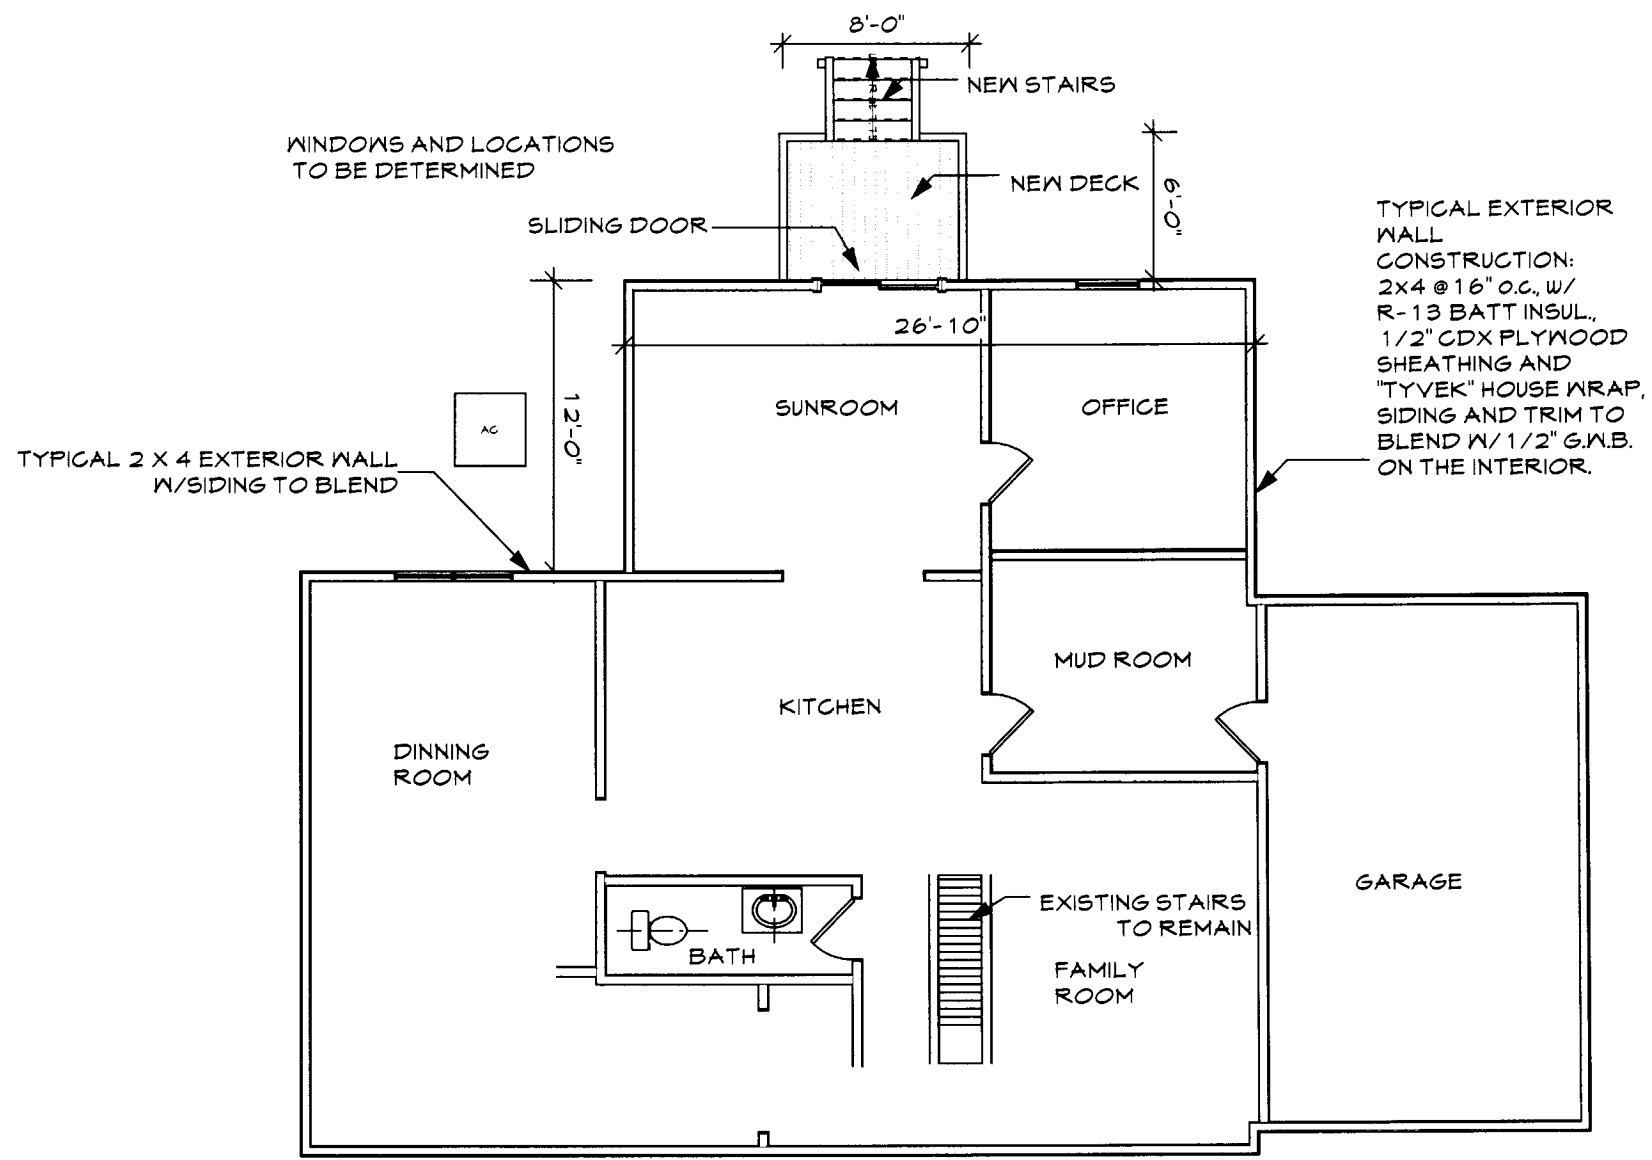 8'-0"
NEW STAIRS
WINDOWS AND LOCATIONS
TO BE DETERMINED
NEW DECK
6'-0"
SLIDING DOOR
TYPICAL EXTERIOR
WALL
CONSTRUCTION:
2x4 @ 16" o.c., w/
R-13 BATT INSUL.,
1/2" CDX PLYWOOD
SHEATHING AND
"TYVEK" HOUSE WRAP,
SIDING AND TRIM TO
BLEND W/ 1/2" G.W.B.
ON THE INTERIOR.
26'-10"
12'-0"
SUNROOM
OFFICE
AC
TYPICAL 2 X 4 EXTERIOR WALL
W/SIDING TO BLEND
MUD ROOM
KITCHEN
DINNING
ROOM
GARAGE
EXISTING STAIRS
TO REMAIN
BATH
FAMILY
ROOM